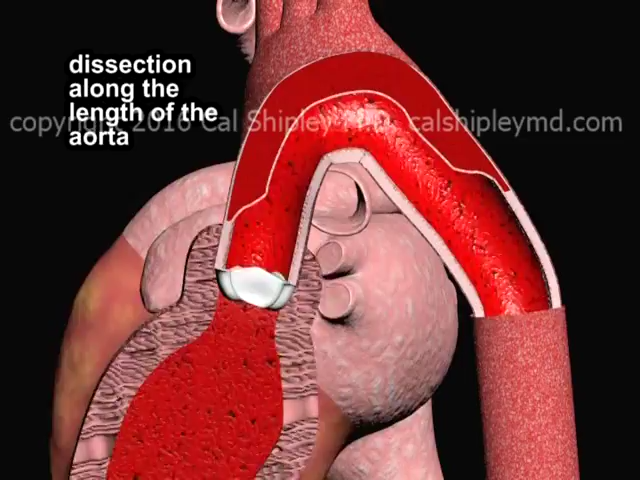 dissection
along the
length of the
aorta
copyright 2016 Cal Shipley, M.D. calshipleymd.com